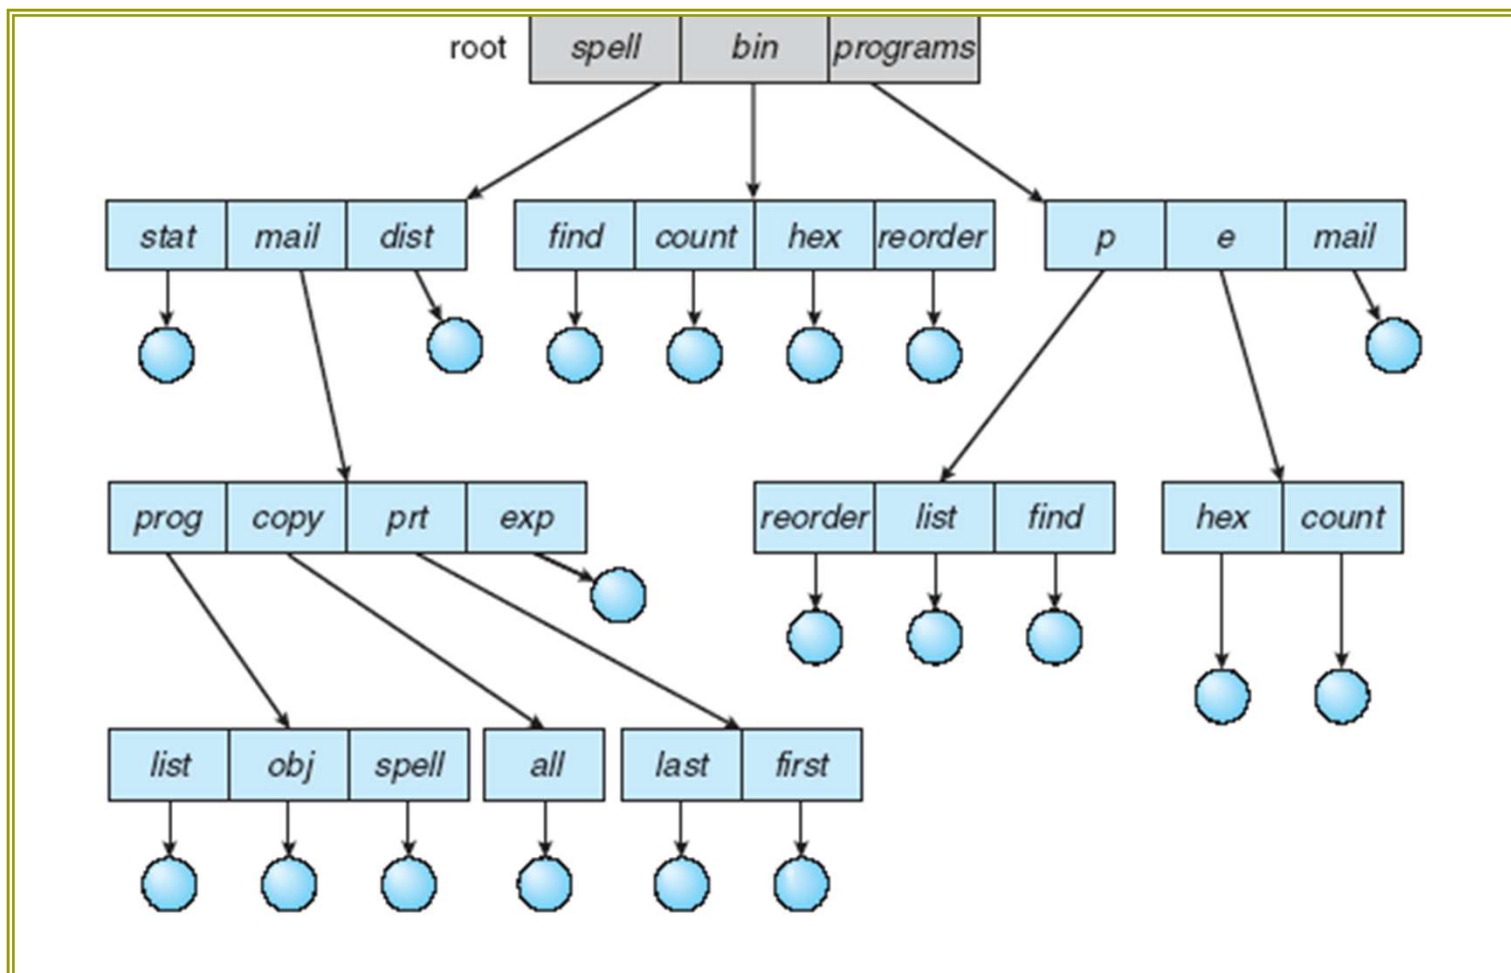 root spell bin programs
stat mail dist find count hex reorder p e mail
prog copy prt exp reorder list find hex count
list obj spell all last first